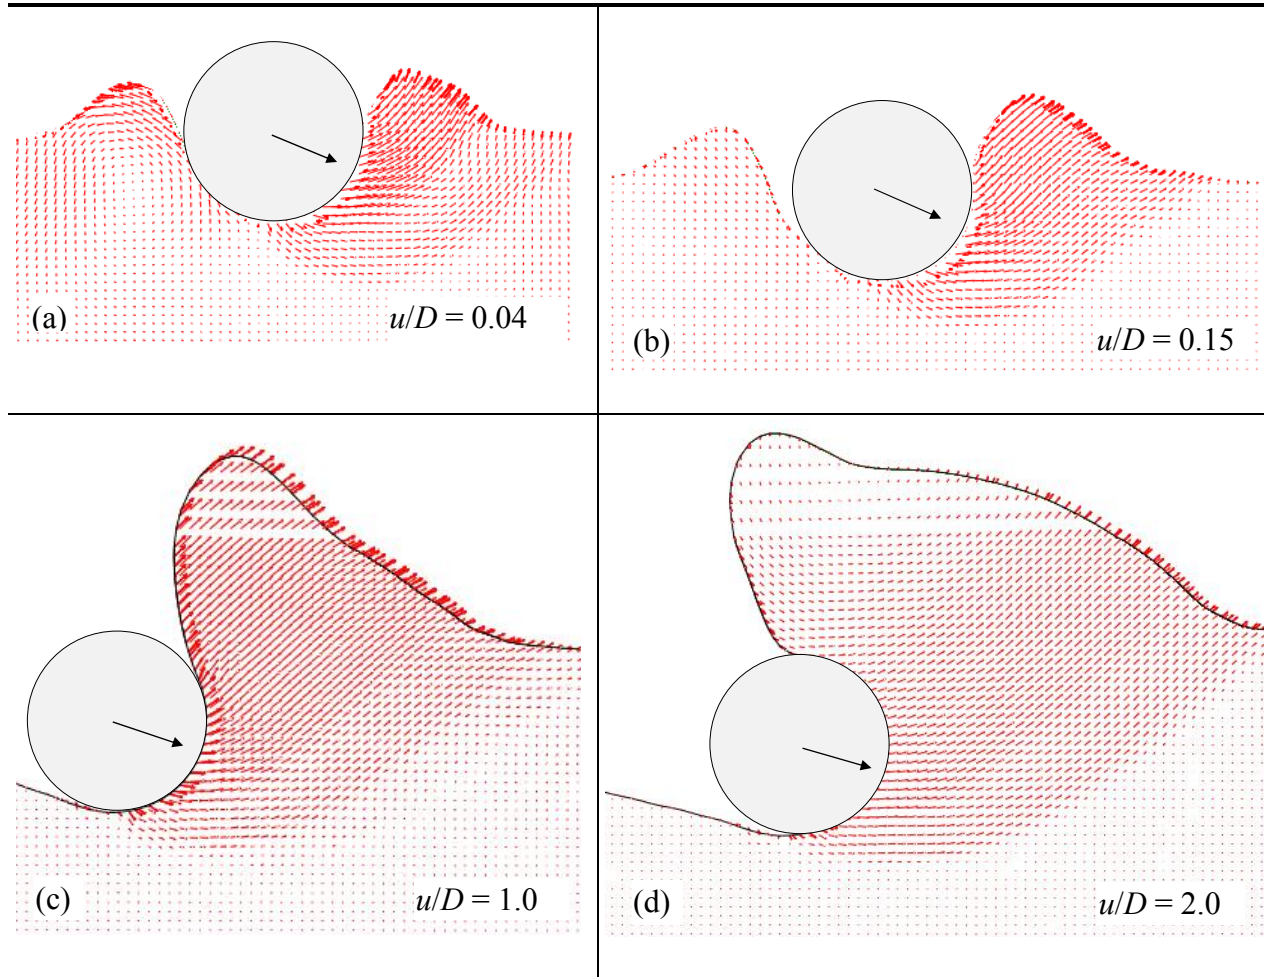 (a)
u/D = 0.04
(b)
u/D = 0.15
(c)
u/D = 1.0
(d)
u/D = 2.0